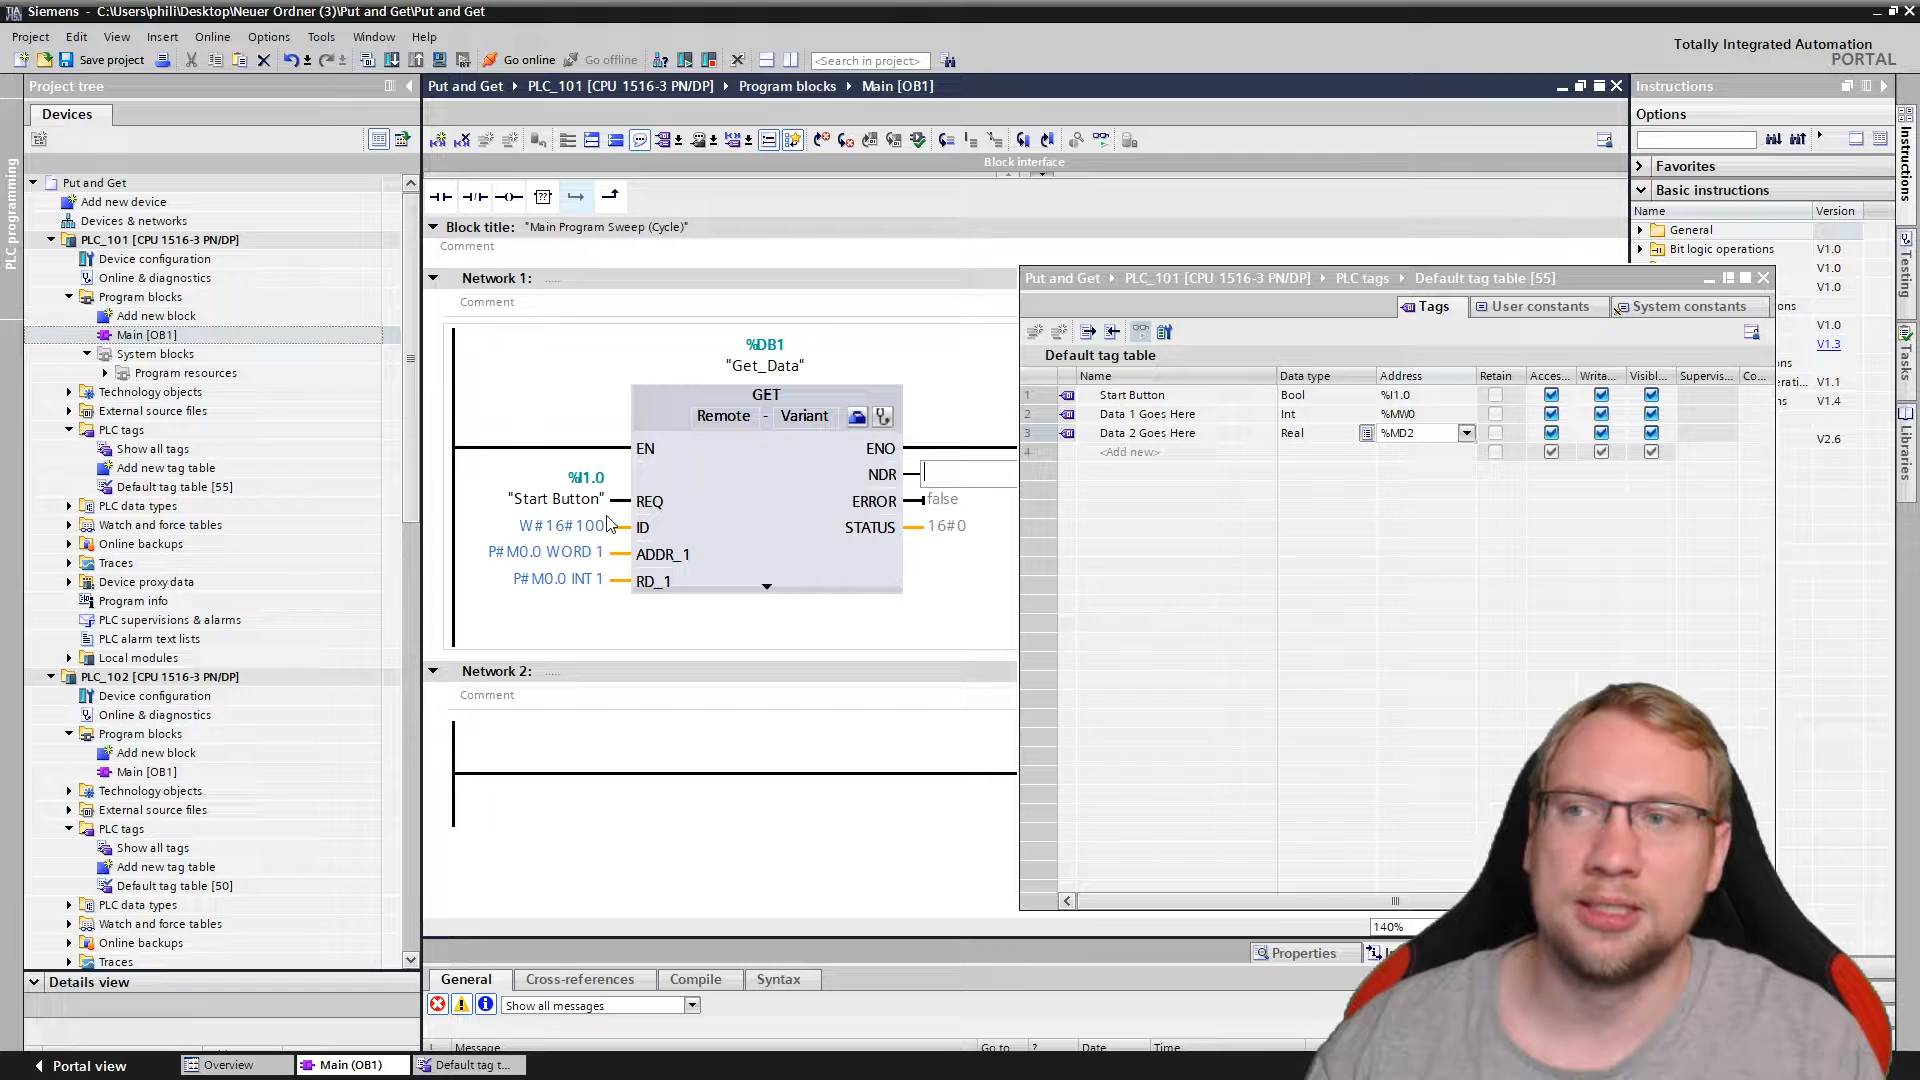 Siemens - C:\Users\phili\Desktop\Neuer Ordner (3)\Put and Get\Put and Get
Project Edit View Insert Online Options Tools Window Help
Totally Integrated Automation
PORTAL
Save project
Go online
Go offline
<Search in project>
Project tree
Devices
PLC programming
Put and Get
Add new device
Devices & networks
PLC_101 [CPU 1516-3 PN/DP]
Device configuration
Online & diagnostics
Program blocks
Add new block
Main [OB1]
System blocks
Program resources
Technology objects
External source files
PLC tags
Show all tags
Add new tag table
Default tag table [55]
PLC data types
Watch and force tables
Online backups
Traces
Device proxy data
Program info
PLC supervisions & alarms
PLC alarm text lists
Local modules
PLC_102 [CPU 1516-3 PN/DP]
Device configuration
Online & diagnostics
Program blocks
Add new block
Main [OB1]
Technology objects
External source files
PLC tags
Show all tags
Add new tag table
Default tag table [50]
PLC data types
Watch and force tables
Online backups
Traces
Details view
Put and Get PLC_101 [CPU 1516-3 PN/DP] Program blocks Main [OB1]
Block interface
Block title: "Main Program Sweep (Cycle)"
Comment
Network 1: .....
Comment
%DB1
"Get_Data"
GET
Remote - Variant
EN ENO
NDR
%I1.0
"Start Button" REQ ERROR false
W#16#100 ID STATUS 16#0
P#M0.0 WORD 1 ADDR_1
P#M0.0 INT 1 RD_1
Network 2: .....
Comment
140%
Properties
General Cross-references Compile Syntax
Show all messages
Message Go to ? Date Time
Put and Get PLC_101 [CPU 1516-3 PN/DP] PLC tags Default tag table [55]
Tags User constants System constants
Default tag table
Name Data type Address Retain Acces... Writa... Visibl... Supervis... Co...
1 Start Button Bool %I1.0
2 Data 1 Goes Here Int %MW0
3 Data 2 Goes Here Real %MD2
4 <Add new>
Instructions
Options
Favorites
Basic instructions
Name Version
General
Bit logic operations V1.0
V1.0
V1.0
ons
V1.0
V1.3
ons
erati... V1.1
ns V1.4
V2.6
Instructions
Testing
Tasks
Libraries
Portal view Overview Main (OB1) Default tag t...